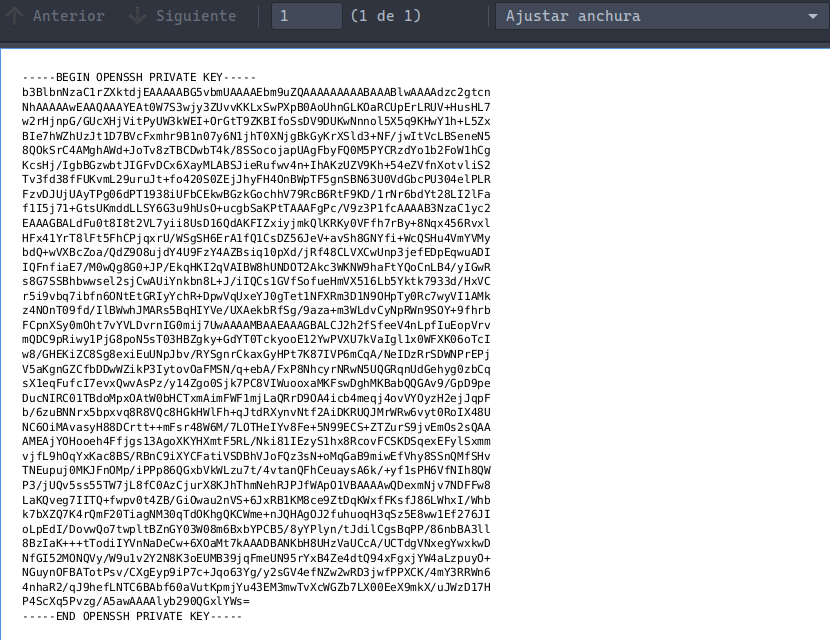 Anterior
Siguiente
1
(1 de 1)
Ajustar anchura
-----BEGIN OPENSSH PRIVATE KEY-----
b3BlbnNzaC1rZXktdjEAAAAABG5vbmUAAAAEbm9uZQAAAAAAAAABAAABlwAAAAdzc2gtcn
NhAAAAAwEAAQAAAYEAt0W7S3wjy3ZUvvKKLxSwPXpB0AoUhnGLKOaRCUpErLRUV+HusHL7
w2rHjnpG/GUcXHjVitPyUW3kWEI+OrGtT9ZKBIfoSsDV9DUKwNnnol5X5q9KHwY1h+L5Zx
BIe7hWZhUzJt1D7BVcFxmhr9B1n07y6N1jhT0XNjgBkGyKrXSld3+NF/jwItVcLBSeneN5
8QOkSrC4AMghAWd+JoTv8zTBCDwbT4k/8SSocojapUAgFbyFQ0M5PYCRzdYo1b2FoW1hCg
KcsHj/IgbBGzwbtJIGFvDCx6XayMLABSJieRufwv4n+IhAKzUZV9Kh+54eZVfnXotvliS2
Tv3fd38fFUKvmL29uruJt+fo420S0ZEjJhyFH4OnBWpTF5gnSBN63U0VdGbcPU304elPLR
FzvDJUjUAyTPg06dPT1938iUFbCEkwBGzkGochhV79RcB6RtF9KD/1rNr6bdYt28LI2lFa
f1I5j71+GtsUKmddLLSY6G3u9hUsO+ucgbSaKPtTAAAFgPc/V9z3P1fcAAAAB3NzaC1yc2
EAAAGBALdFu0t8I8t2VL7yii8UsD16QdAKFIZxiyjmkQlKRKy0VFfh7rBy+8Nqx456Rvxl
HFx41YrT8lFt5FhCPjqxrU/WSgSH6ErA1fQ1CsDZ56JeV+avSh8GNYfi+WcQSHu4VmYVMy
bdQ+wVXBcZoa/QdZ9O8ujdY4U9FzY4AZBsiq10pXd/jRf48CLVXCwUnp3jefEDpEqwuADI
IQFnfiaE7/M0wQg8G0+JP/EkqHKI2qVAIBW8hUNDOT2Akc3WKNW9haFtYQoCnLB4/yIGwR
s8G7SSBhbwwsel2sjCwAUiYnkbn8L+J/iIQCs1GVfSofueHmVX516Lb5Yktk7933d/HxVC
r5i9vbq7ibfn6ONtEtGRIyYchR+DpwVqUxeYJ0gTet1NFXRm3D1N9OHpTy0Rc7wyVI1AMk
z4NOnT09fd/IlBWwhJMARs5BqHIYVe/UXAekbRfSg/9aza+m3WLdvCyNpRWn9SOY+9fhrb
FCpnXSy0mOht7vYVLDvrnIG0mij7UwAAAAMBAAEAAAGBALCJ2h2fSfeeV4nLpfIuEopVrv
mQDC9pRiwy1PjG8poN5sT03HBZgky+GdYT0TckyooE12YwPVXU7kVaIgl1x0WFXK06oTcI
w8/GHEKiZC8Sg8exiEuUNpJbv/RYSgnrCkaxGyHPt7K87IVP6mCqA/NeIDzRrSDWNPrEPj
V5aKgnGZCfbDDwWZikP3IytovOaFMSN/q+ebA/FxP8NhcyrNRwN5UQGRqnUdGehyg0zbCq
sX1eqFufcI7evxQwvAsPz/y14Zgo0Sjk7PC8VIWuooxaMKFswDghMKBabQQGAv9/GpD9pe
DucNIRC01TBdoMpxOAtW0bHCTxmAimFWF1mjLaQRrD9OA4icb4meqj4ovVYOyzH2ejJqpF
b/6zuBNNrx5bpxvq8R8VQc8HGkHWlFh+qJtdRXynvNtf2AiDKRUQJMrWRw6vyt0RoIX48U
NC6OiMAvasyH88DCrtt++mFsr48W6M/7LOTHeIYv8Fe+5N99ECS+ZTZurS9jvEmOs2sQAA
AMEAjYOHooeh4Ffjgs13AgoXKYHXmtF5RL/Nki81IEzyS1hx8RcovFCSKDSqexEFylSxmm
vjfL9hOqYxKac8BS/RBnC9iXYCFatiVSDBhVJoFQz3sN+oMqGaB9miwEfVhy8SSnQMfSHv
TNEupuj0MKJFnOMp/iPPp86QGxbVkWLzu7t/4vtanQFhCeuaysA6k/+yf1sPH6VfNIh8QW
P3/jUQv5ss55TW7jL8fC0AzCjurX8KJhThmNehRJPJfWApO1VBAAAAwQDexmNjv7NDFFw8
LaKQveg7IITQ+fwpv0t4ZB/GiOwau2nVS+6JxRB1KM8ce9ZtDqKWxfFKsfJ86LWhxI/Whb
k7bXZQ7K4rQmF20TiagNM30qTdOKhgQKCWme+nJQHAgOJ2fuhuoqH3qSz5E8ww1Ef276JI
oLpEdI/DovwQo7twpltBZnGY03W08m6BxbYPCB5/8yYPlyn/tJdilCgsBqPP/86nbBA3ll
8BzIaK+++tTodiIYVnNaDeCw+6XOaMt7kAAADBANKbH8UHzVaUCcA/UCTdgVNxegYwxkwD
NfGI52MONQVy/W9u1v2Y2N8K3oEUMB39jqFmeUN95rYxB4Ze4dtQ94xFgxjYW4aLzpuyO+
NGuynOFBATotPsv/CXgEyp9iP7c+Jqo63Yg/y2sGV4efNZw2wRD3jwfPPXCK/4mY3RRWn6
4nhaR2/qJ9hefLNTC6BAbf60aVutKpmjYu43EM3mwTvXcWGZb7LX00EeX9mkX/uJWzD17H
P4ScXq5Pvzg/A5awAAAAlyb290QGxlYWs=
-----END OPENSSH PRIVATE KEY-----